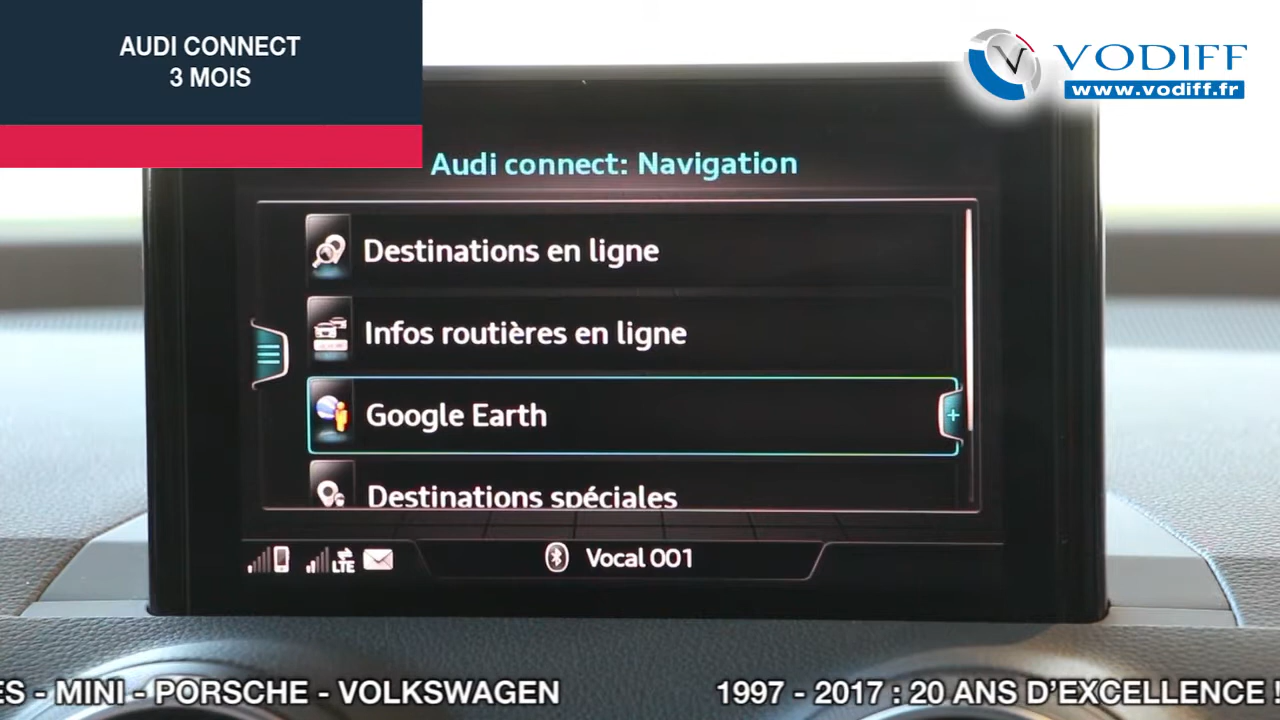 AUDI CONNECT
3 MOIS
V VODIFF
www.vodiff.fr
Audi connect: Navigation
Destinations en ligne
Infos routières en ligne
Google Earth
Destinations spéciales
LTE
Vocal 001
ES - MINI - PORSCHE - VOLKSWAGEN
1997 - 2017 : 20 ANS D'EXCELLENCE !